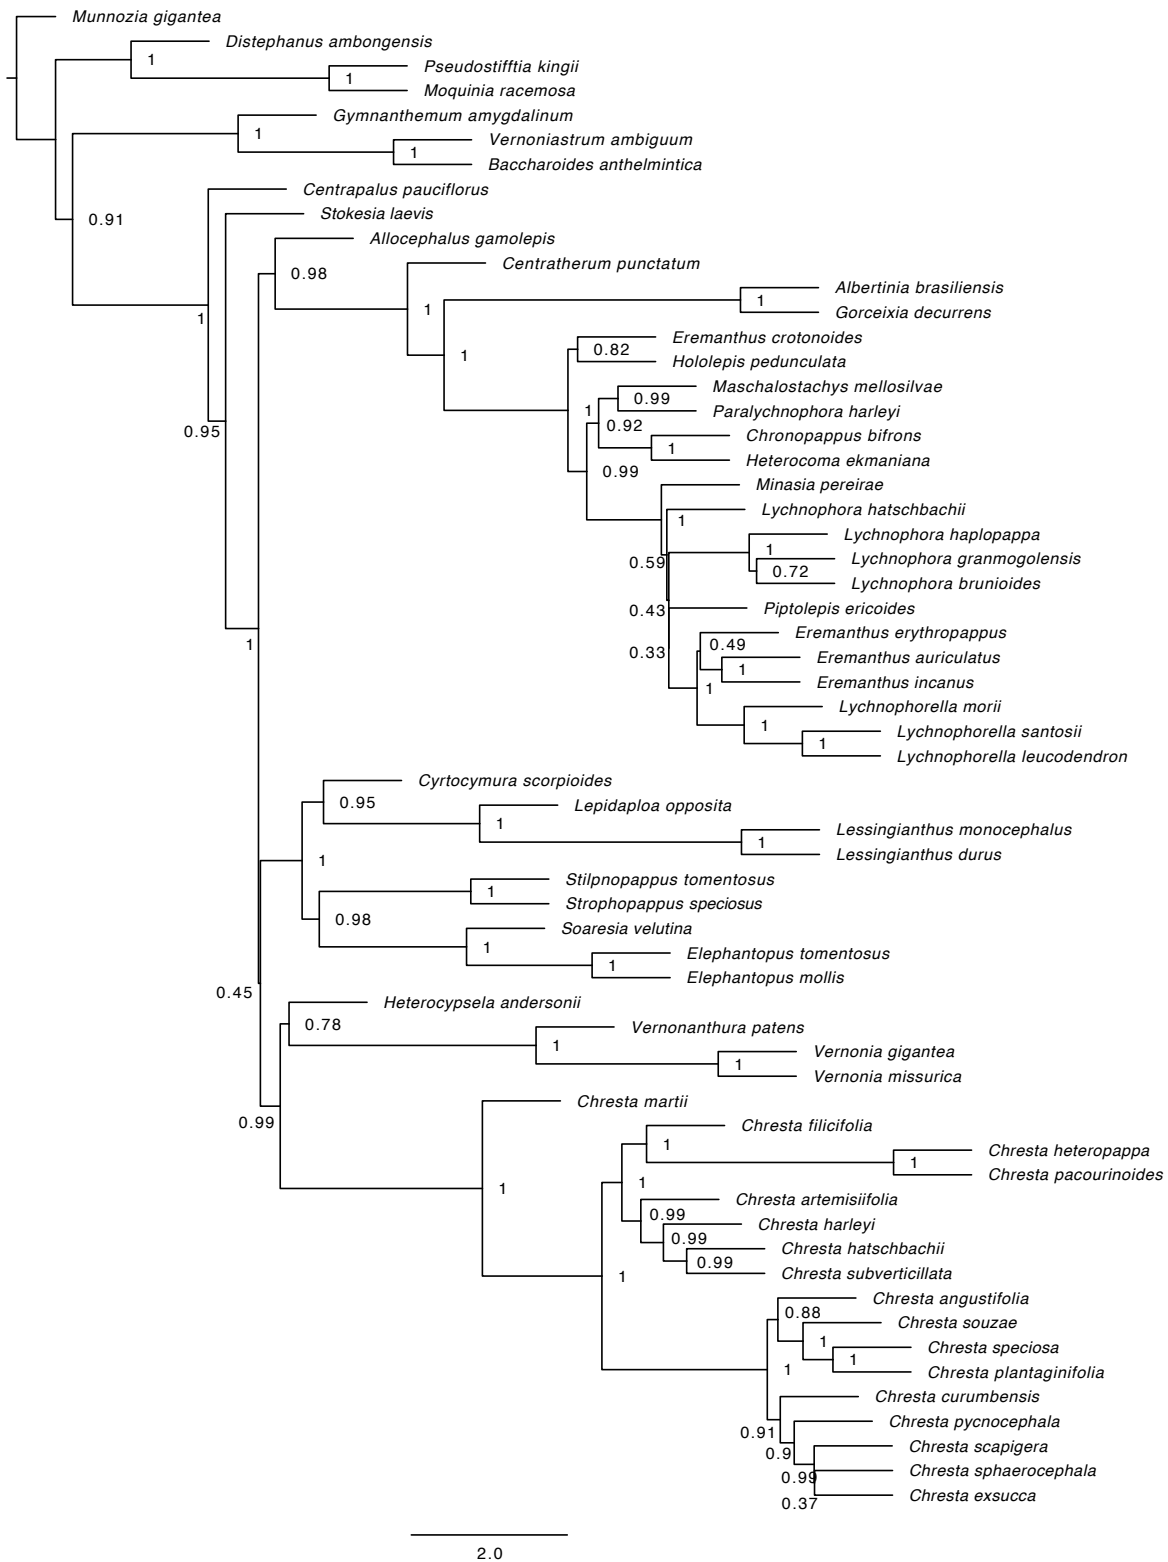 Munnozia gigantea
Distephanus ambongensis
1
Pseudostifftia kingii
1
Moquinia racemosa
Gymnanthemum amygdalinum
1
Vernoniastrum ambiguum
1
Baccharoides anthelmintica
Centrapalus pauciflorus
Stokesia laevis
0.91
Allocephalus gamolepis
Centratherum punctatum
0.98
Albertinia brasiliensis
1
Gorceixia decurrens
1
1
Eremanthus crotonoides
0.82
1
Hololepis pedunculata
Maschalostachys mellosilvae
0.99
Paralychnophora harleyi
1
0.92
0.95
Chronopappus bifrons
1
Heterocoma ekmaniana
0.99
Minasia pereirae
Lychnophora hatschbachii
1
Lychnophora haplopappa
1
Lychnophora granmogolensis
0.59
0.72
Lychnophora brunioides
Piptolepis ericoides
0.43
Eremanthus erythropappus
1
0.49
0.33
Eremanthus auriculatus
1
Eremanthus incanus
1
Lychnophorella morii
1
Lychnophorella santosii
1
Lychnophorella leucodendron
Cyrtocymura scorpioides
0.95
Lepidaploa opposita
1
Lessingianthus monocephalus
1
Lessingianthus durus
1
Stilpnopappus tomentosus
1
Strophopappus speciosus
0.98
Soaresia velutina
1
Elephantopus tomentosus
1
Elephantopus mollis
0.45
Heterocypsela andersonii
0.78
Vernonanthura patens
1
Vernonia gigantea
1
Vernonia missurica
Chresta martii
0.99
Chresta filicifolia
1
Chresta heteropappa
1
Chresta pacourinoides
1
1
Chresta artemisiifolia
0.99
Chresta harleyi
0.99
Chresta hatschbachii
0.99
Chresta subverticillata
1
Chresta angustifolia
0.88
Chresta souzae
1
Chresta speciosa
1
Chresta plantaginifolia
1
Chresta curumbensis
Chresta pycnocephala
0.91
Chresta scapigera
0.9
Chresta sphaerocephala
0.99
Chresta exsucca
0.37
2.0